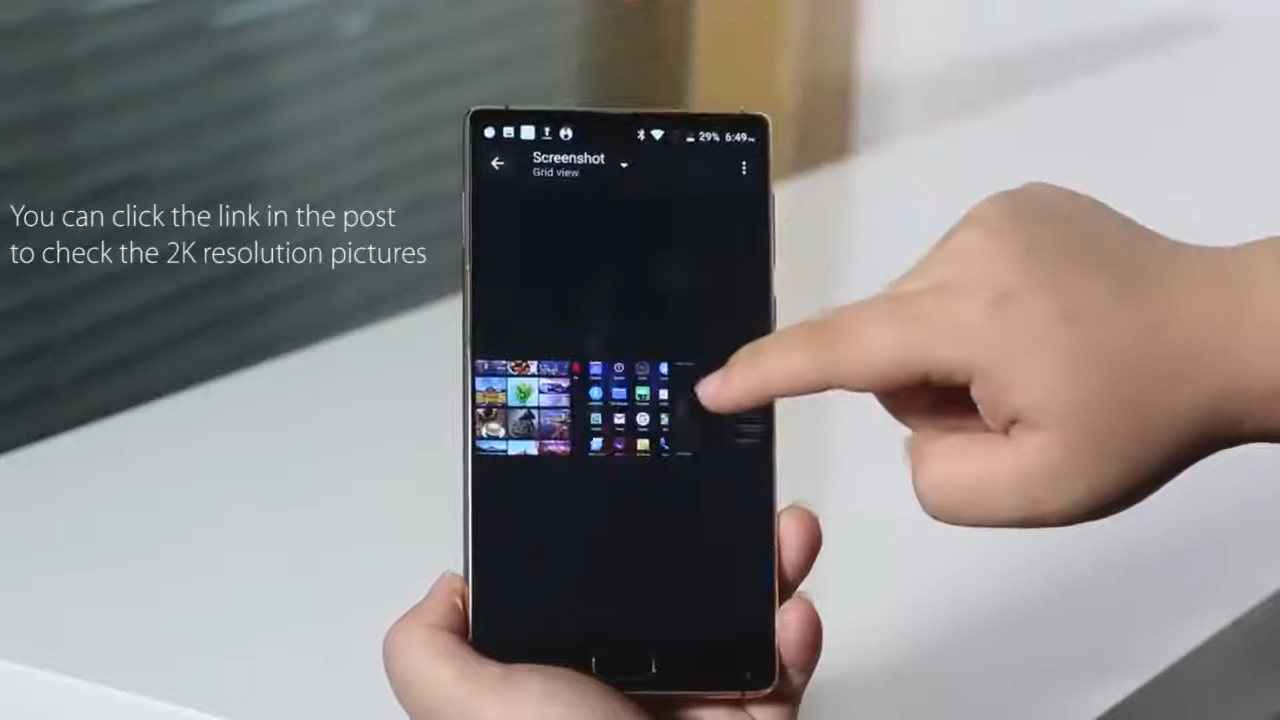 You can click the link in the post
to check the 2K resolution pictures
29% 6:49
Screenshot
Grid view